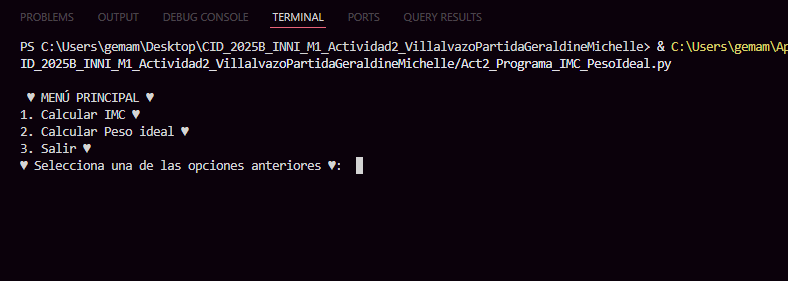 PROBLEMS OUTPUT DEBUG CONSOLE TERMINAL PORTS QUERY RESULTS
PS C:\Users\gemam\Desktop\CID_2025B_INNI_M1_Actividad2_VillalvazoPartidaGeraldineMichelle> & C:\Users\gemam\Ap
ID_2025B_INNI_M1_Actividad2_VillalvazoPartidaGeraldineMichelle/Act2_Programa_IMC_PesoIdeal.py
♥ MENÚ PRINCIPAL ♥
1. Calcular IMC ♥
2. Calcular Peso ideal ♥
3. Salir ♥
♥ Selecciona una de las opciones anteriores ♥: